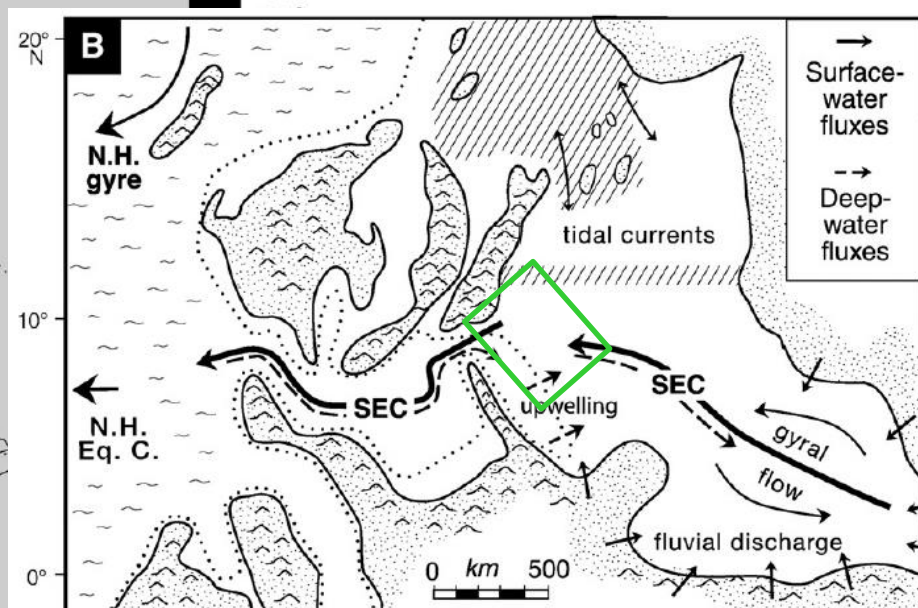 20°
N
B
Surface-
water
fluxes
N.H.
gyre
Deep-
water
fluxes
tidal currents
10°
SEC
SEC
upwelling
N.H.
Eq. C.
gyral
flow
fluvial discharge
0°
0 km 500